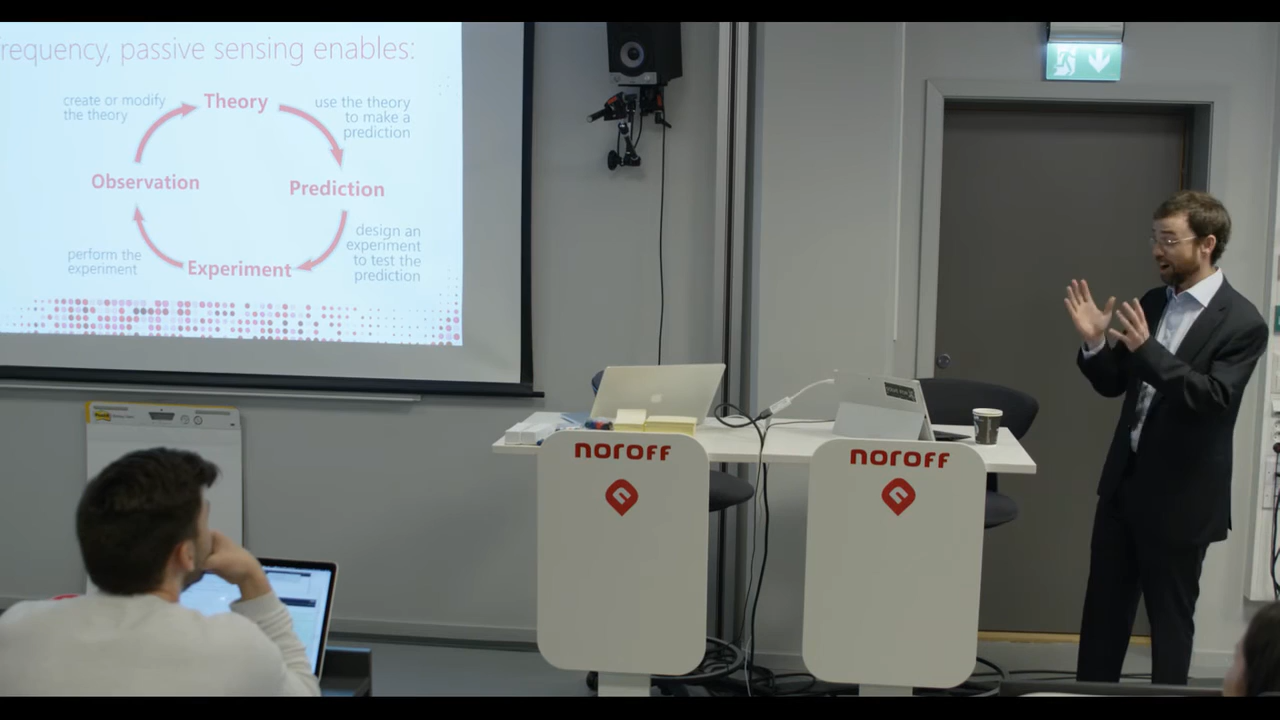 requency, passive sensing enables:
create or modify
the theory
Theory
use the theory
to make a
prediction
Observation
Prediction
perform the
experiment
Experiment
design an
experiment
to test the
prediction
noroff
noroff